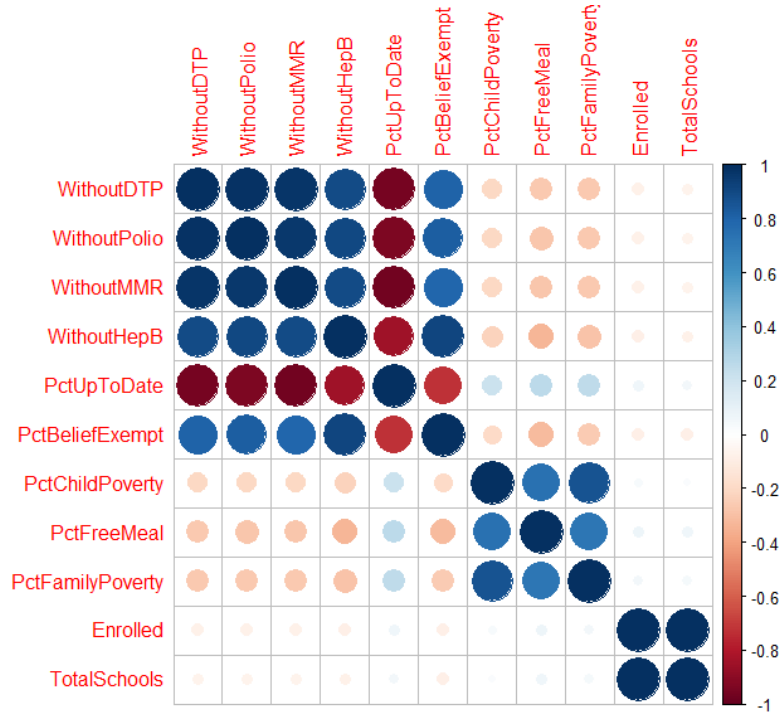 WithoutDTP
WithoutPolio
WithoutMMR
WithoutHepB
PctUpToDate
PctBeliefExempt
PctChildPoverty
PctFreeMeal
PctFamilyPoverty
Enrolled
TotalSchools
WithoutDTP
WithoutPolio
WithoutMMR
WithoutHepB
PctUpToDate
PctBeliefExempt
PctChildPoverty
PctFreeMeal
PctFamilyPoverty
Enrolled
TotalSchools
1
0.8
0.6
0.4
0.2
0
-0.2
-0.4
-0.6
-0.8
-1